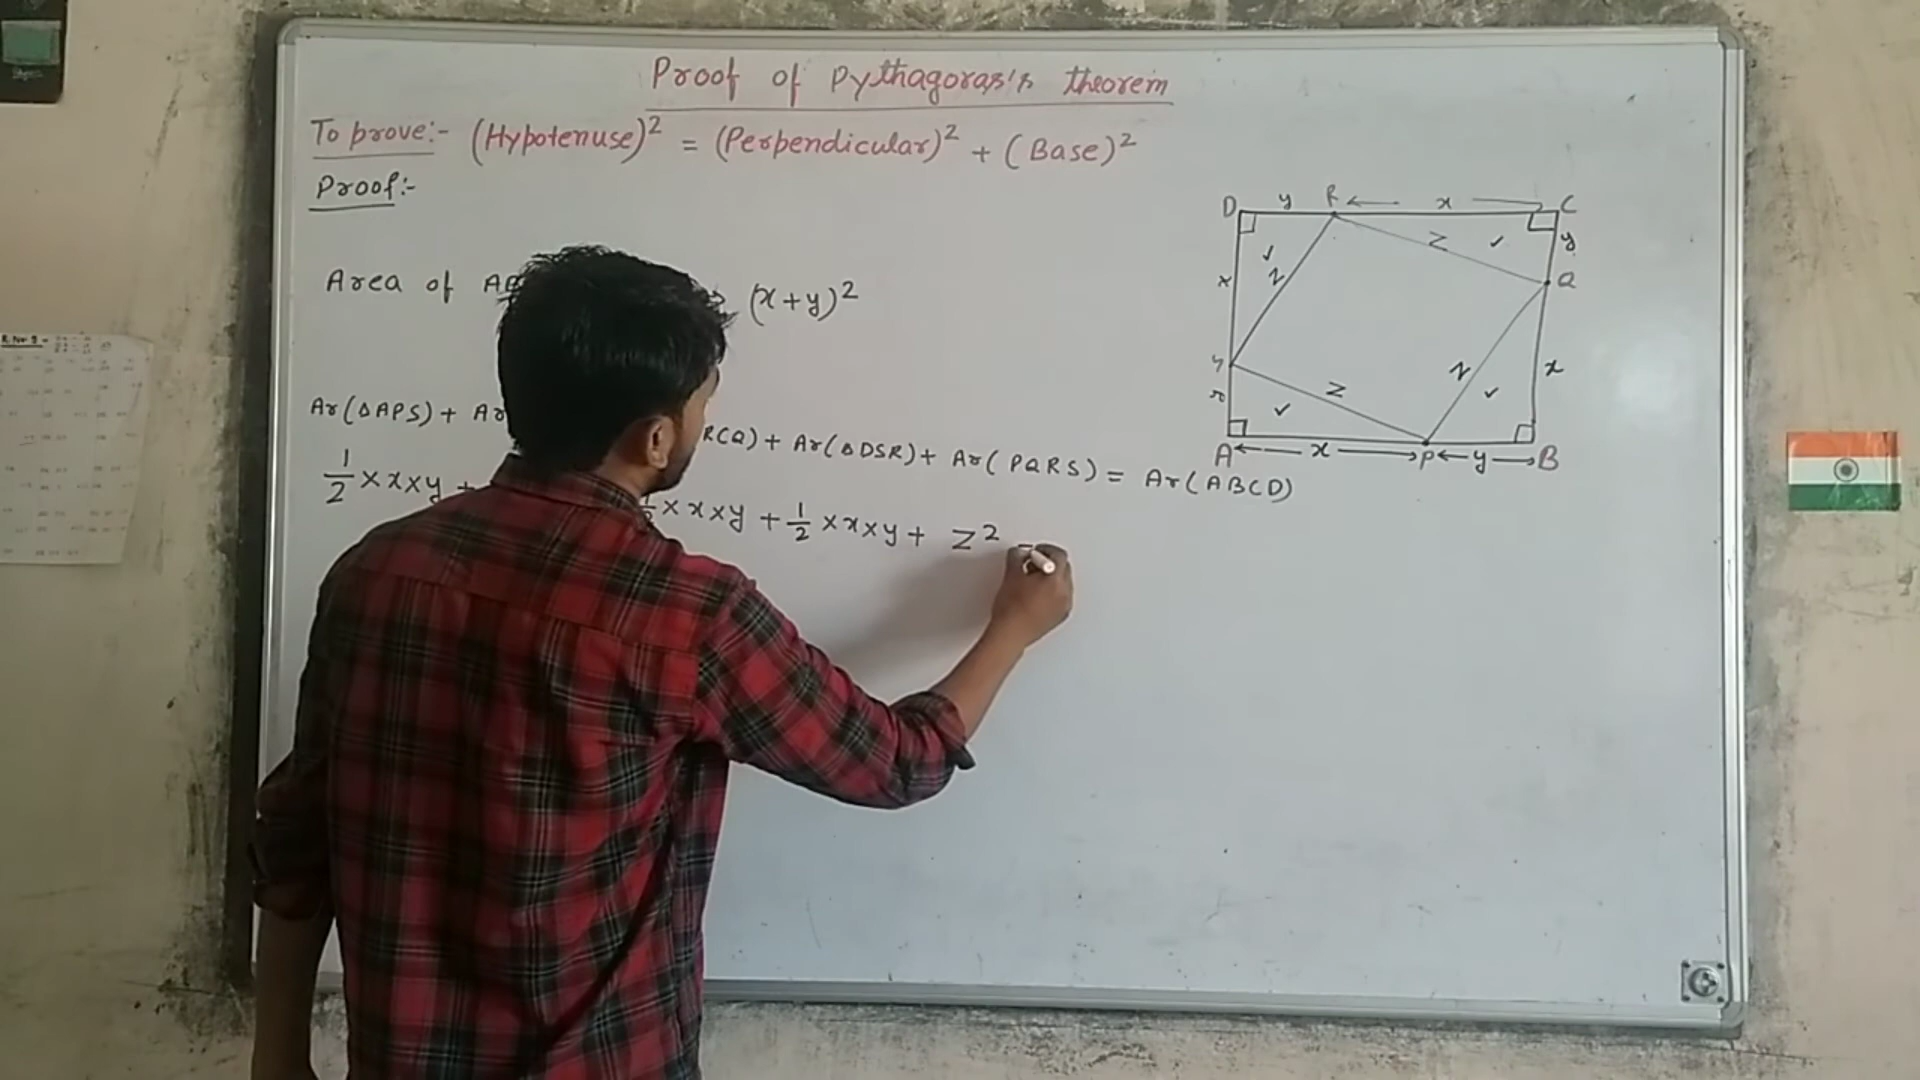 Proof of Pythagoras's theorem
To prove:- (Hypotenuse)² = (Perpendicular)² + (Base)²
Proof:-
D y R x C
y
Area of (x+y)²
x z z Q
S z z x
Ar(ΔAPS) + Ar RCQ) + Ar(ΔDSR) + Ar(PQRS) = Ar(ABCD)
A x P y B
1/2 × x × y + × x × y + 1/2 × x × y + z² =